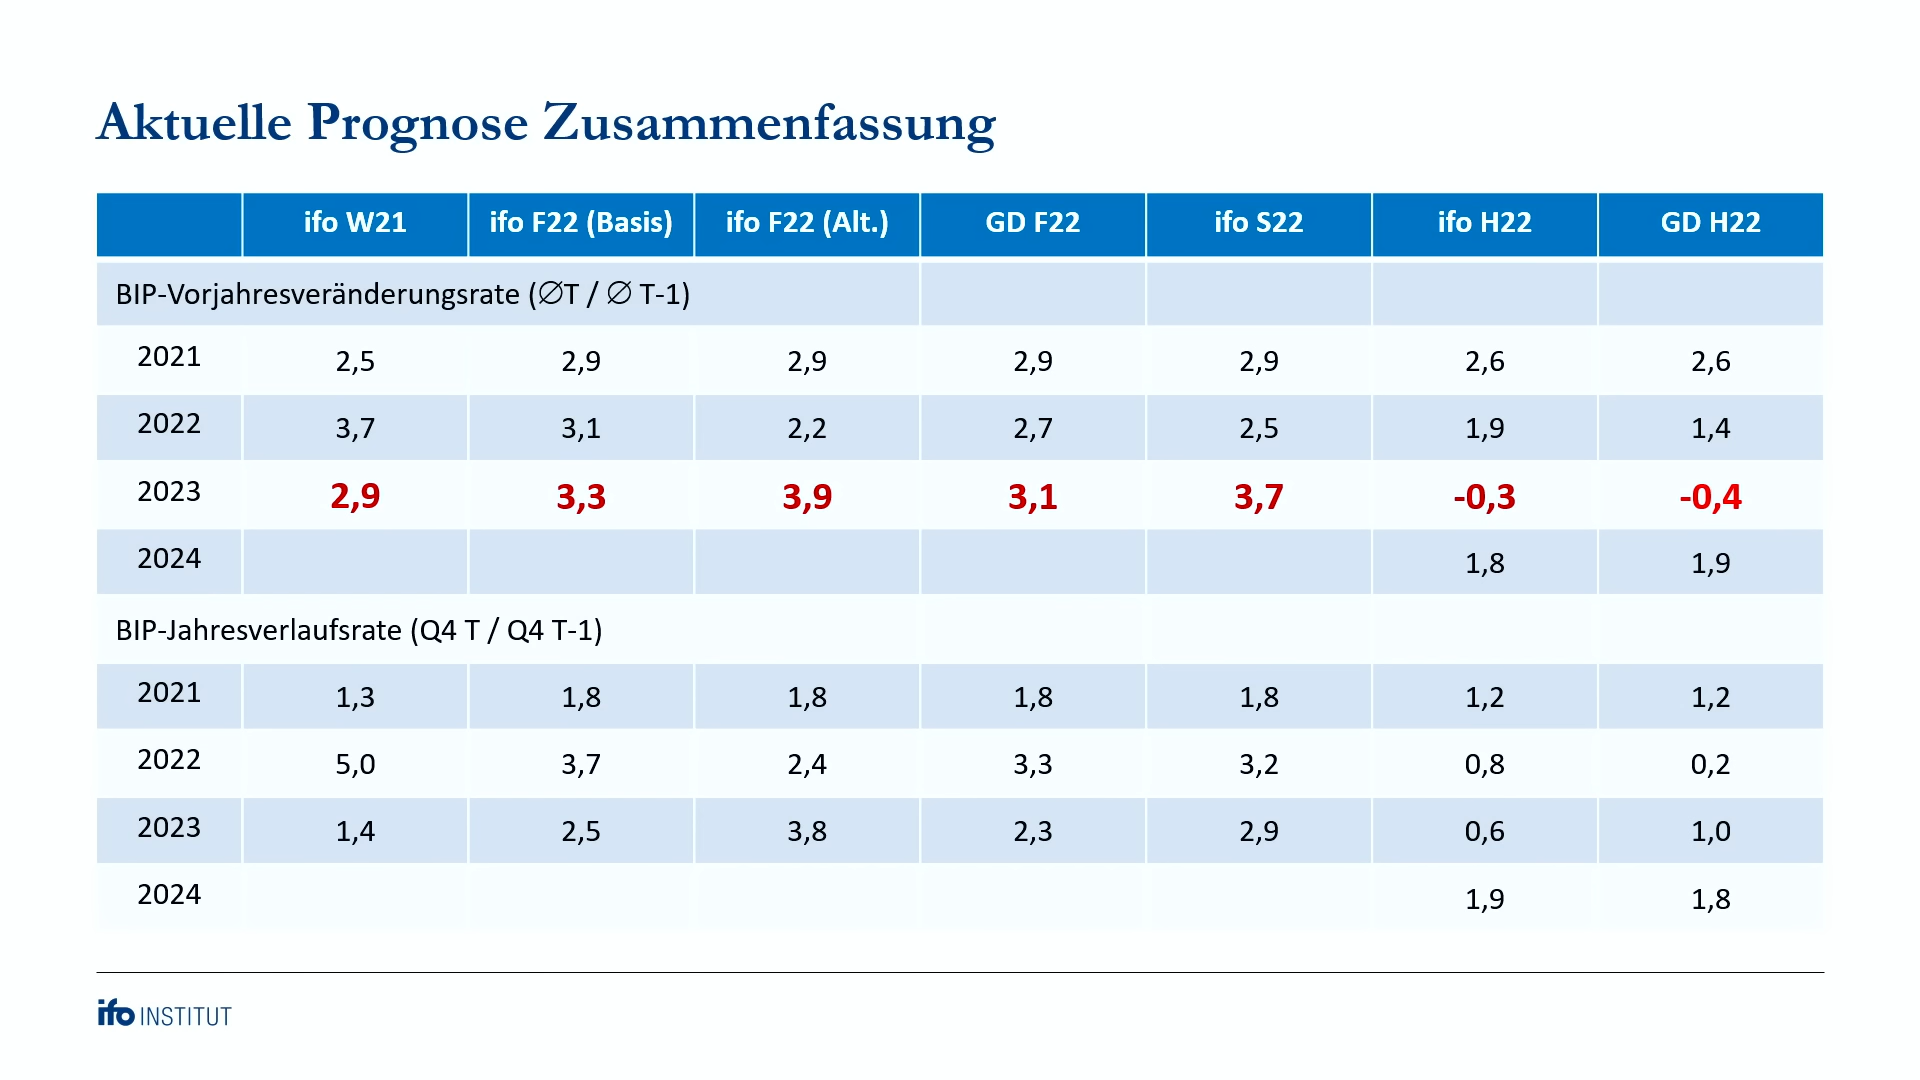 Aktuelle Prognose Zusammenfassung
ifo W21 ifo F22 (Basis) ifo F22 (Alt.) GD F22 ifo S22 ifo H22 GD H22
BIP-Vorjahresveränderungsrate (∅T / ∅ T-1)
2021 2,5 2,9 2,9 2,9 2,9 2,6 2,6
2022 3,7 3,1 2,2 2,7 2,5 1,9 1,4
2023 2,9 3,3 3,9 3,1 3,7 -0,3 -0,4
2024 1,8 1,9
BIP-Jahresverlaufsrate (Q4 T / Q4 T-1)
2021 1,3 1,8 1,8 1,8 1,8 1,2 1,2
2022 5,0 3,7 2,4 3,3 3,2 0,8 0,2
2023 1,4 2,5 3,8 2,3 2,9 0,6 1,0
2024 1,9 1,8
ifo INSTITUT